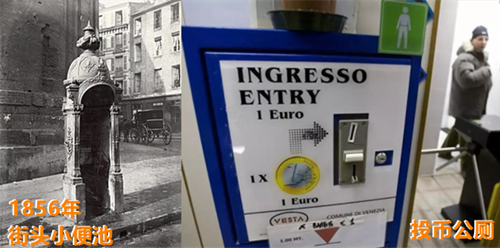 1856年
街头小便池
INGRESSO
ENTRY
1 Euro
1 X
1 Euro
VESTA
COMUNE DI VENEZIA
投币公厕